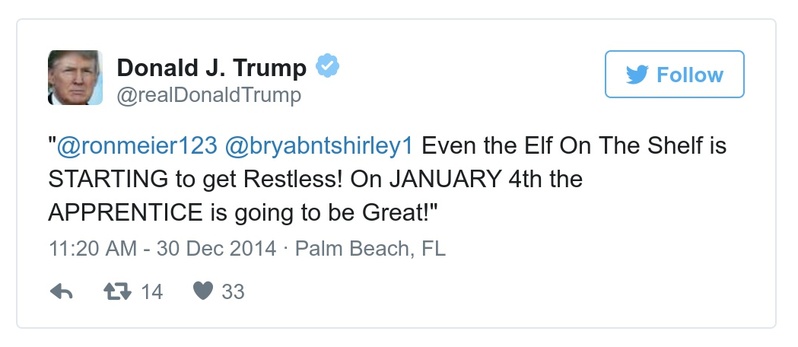 Donald J. Trump
@realDonaldTrump
Follow
"@ronmeier123 @bryabntshirley1 Even the Elf On The Shelf is
STARTING to get Restless! On JANUARY 4th the
APPRENTICE is going to be Great!"
11:20 AM - 30 Dec 2014 · Palm Beach, FL
14 33